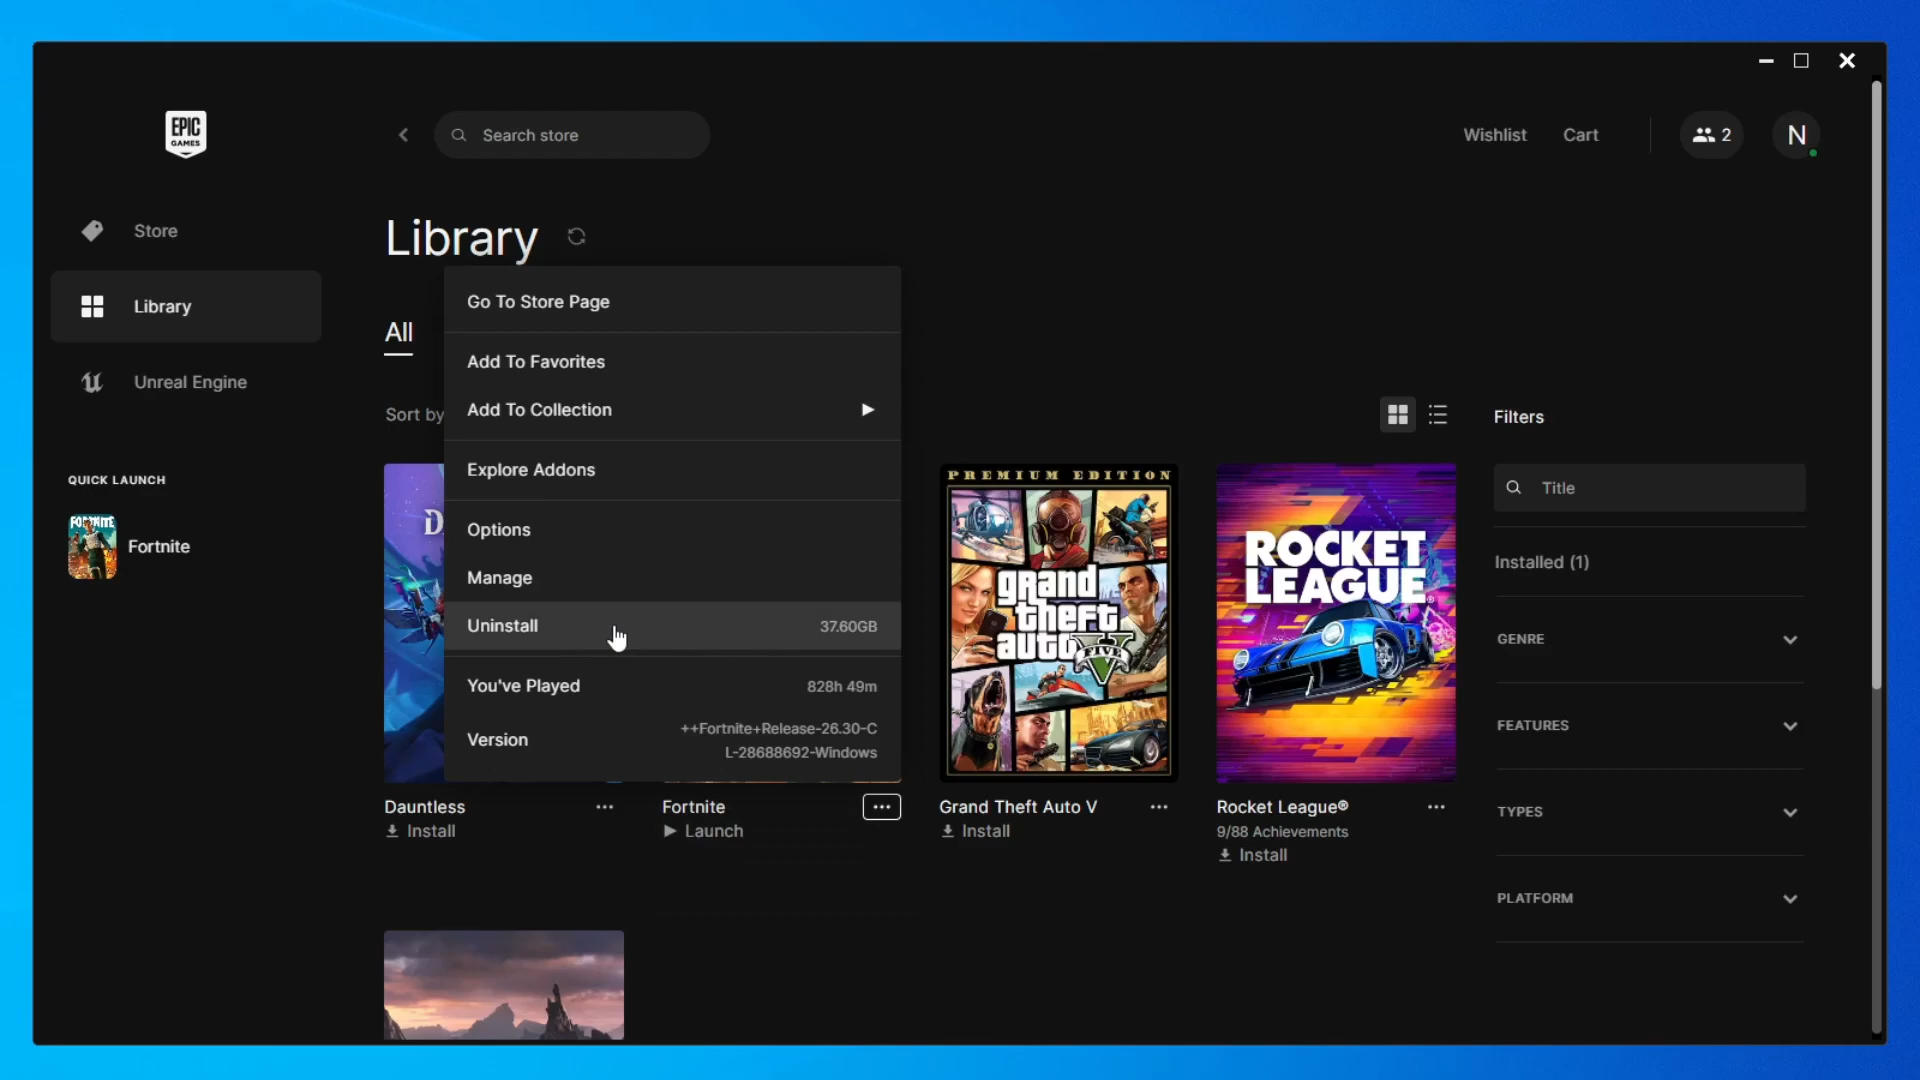 EPIC
GAMES
Search store
Wishlist
Cart
2
N
Store
Library
Unreal Engine
QUICK LAUNCH
FORTNITE
Fortnite
Library
All
Sort by
Go To Store Page
Add To Favorites
Add To Collection
Explore Addons
Options
Manage
Uninstall 37.60GB
You've Played 828h 49m
Version ++Fortnite+Release-26.30-C
L-28688692-Windows
D
PREMIUM EDITION
grand
theft
auto
FIVE
ROCKET
LEAGUE®
Dauntless
Install
Fortnite
Launch
Grand Theft Auto V
Install
Rocket League®
9/88 Achievements
Install
Filters
Title
Installed (1)
GENRE
FEATURES
TYPES
PLATFORM